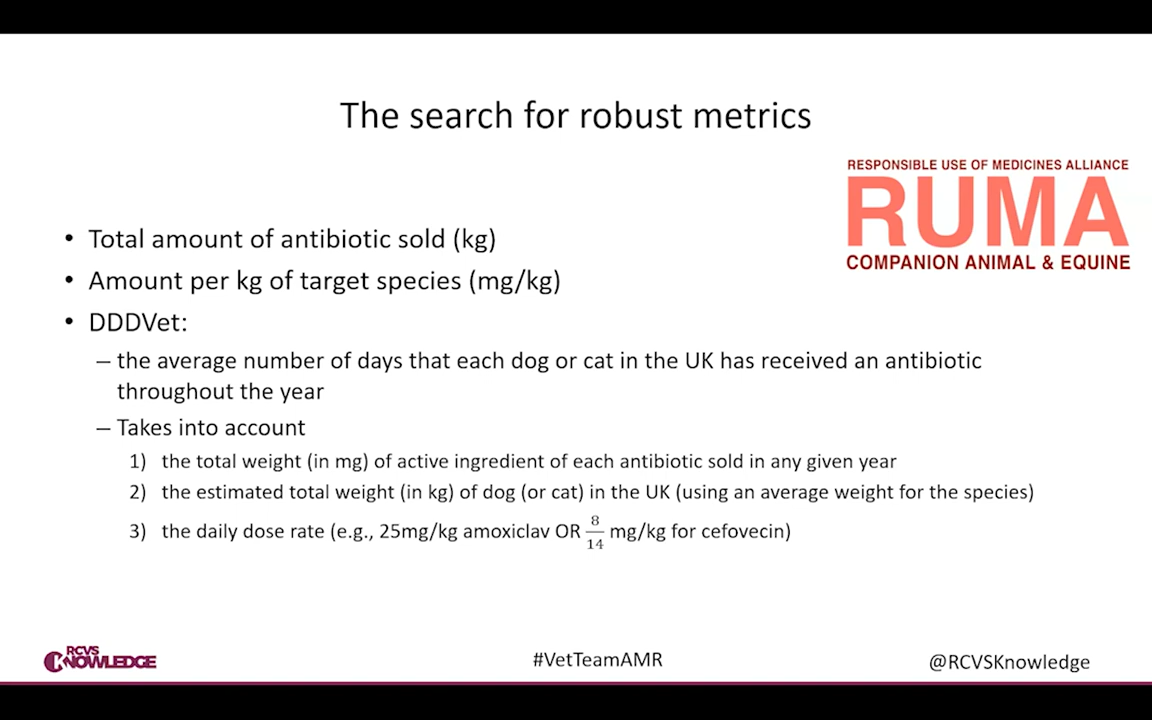 The search for robust metrics
RESPONSIBLE USE OF MEDICINES ALLIANCE
RUMA
COMPANION ANIMAL & EQUINE
• Total amount of antibiotic sold (kg)
• Amount per kg of target species (mg/kg)
• DDDVet:
– the average number of days that each dog or cat in the UK has received an antibiotic
throughout the year
– Takes into account
1) the total weight (in mg) of active ingredient of each antibiotic sold in any given year
2) the estimated total weight (in kg) of dog (or cat) in the UK (using an average weight for the species)
3) the daily dose rate (e.g., 25mg/kg amoxiclav OR 8/14 mg/kg for cefovecin)
RCVS
KNOWLEDGE
#VetTeamAMR
@RCVSKnowledge